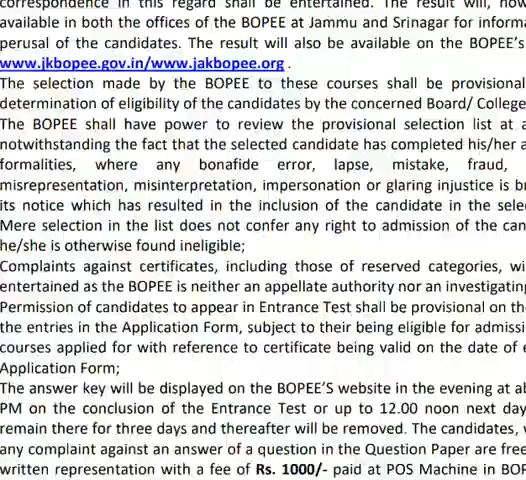 correspondence in this regard shall be entertained. The result will, how
available in both the offices of the BOPEE at Jammu and Srinagar for informa
perusal of the candidates. The result will also be available on the BOPEE's
www.jkbopee.gov.in/www.jakbopee.org .
The selection made by the BOPEE to these courses shall be provisional
determination of eligibility of the candidates by the concerned Board/ College
The BOPEE shall have power to review the provisional selection list at a
notwithstanding the fact that the selected candidate has completed his/her a
formalities, where any bonafide error, lapse, mistake, fraud,
misrepresentation, misinterpretation, impersonation or glaring injustice is br
its notice which has resulted in the inclusion of the candidate in the sele
Mere selection in the list does not confer any right to admission of the can
he/she is otherwise found ineligible;
Complaints against certificates, including those of reserved categories, wi
entertained as the BOPEE is neither an appellate authority nor an investigating
Permission of candidates to appear in Entrance Test shall be provisional on th
the entries in the Application Form, subject to their being eligible for admissi
courses applied for with reference to certificate being valid on the date of e
Application Form;
The answer key will be displayed on the BOPEE'S website in the evening at ab
PM on the conclusion of the Entrance Test or up to 12.00 noon next day
remain there for three days and thereafter will be removed. The candidates, w
any complaint against an answer of a question in the Question Paper are free
written representation with a fee of Rs. 1000/- paid at POS Machine in BOP